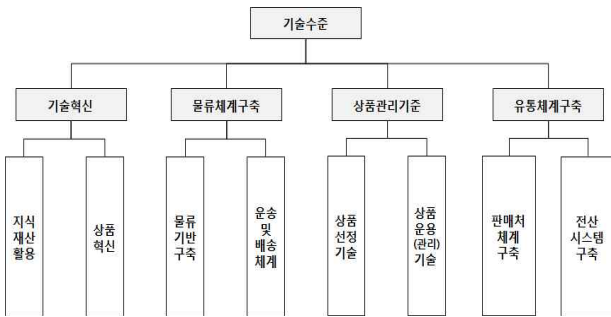 기술수준
기술혁신
물류체계구축
상품관리기준
유통체계구축
지식
재산
활용
상품
혁신
물류
기반
구축
운송
및
배송
체계
상품
선정
기술
상품
운용
(관리)
기술
판매처
체계
구축
전산
시스템
구축